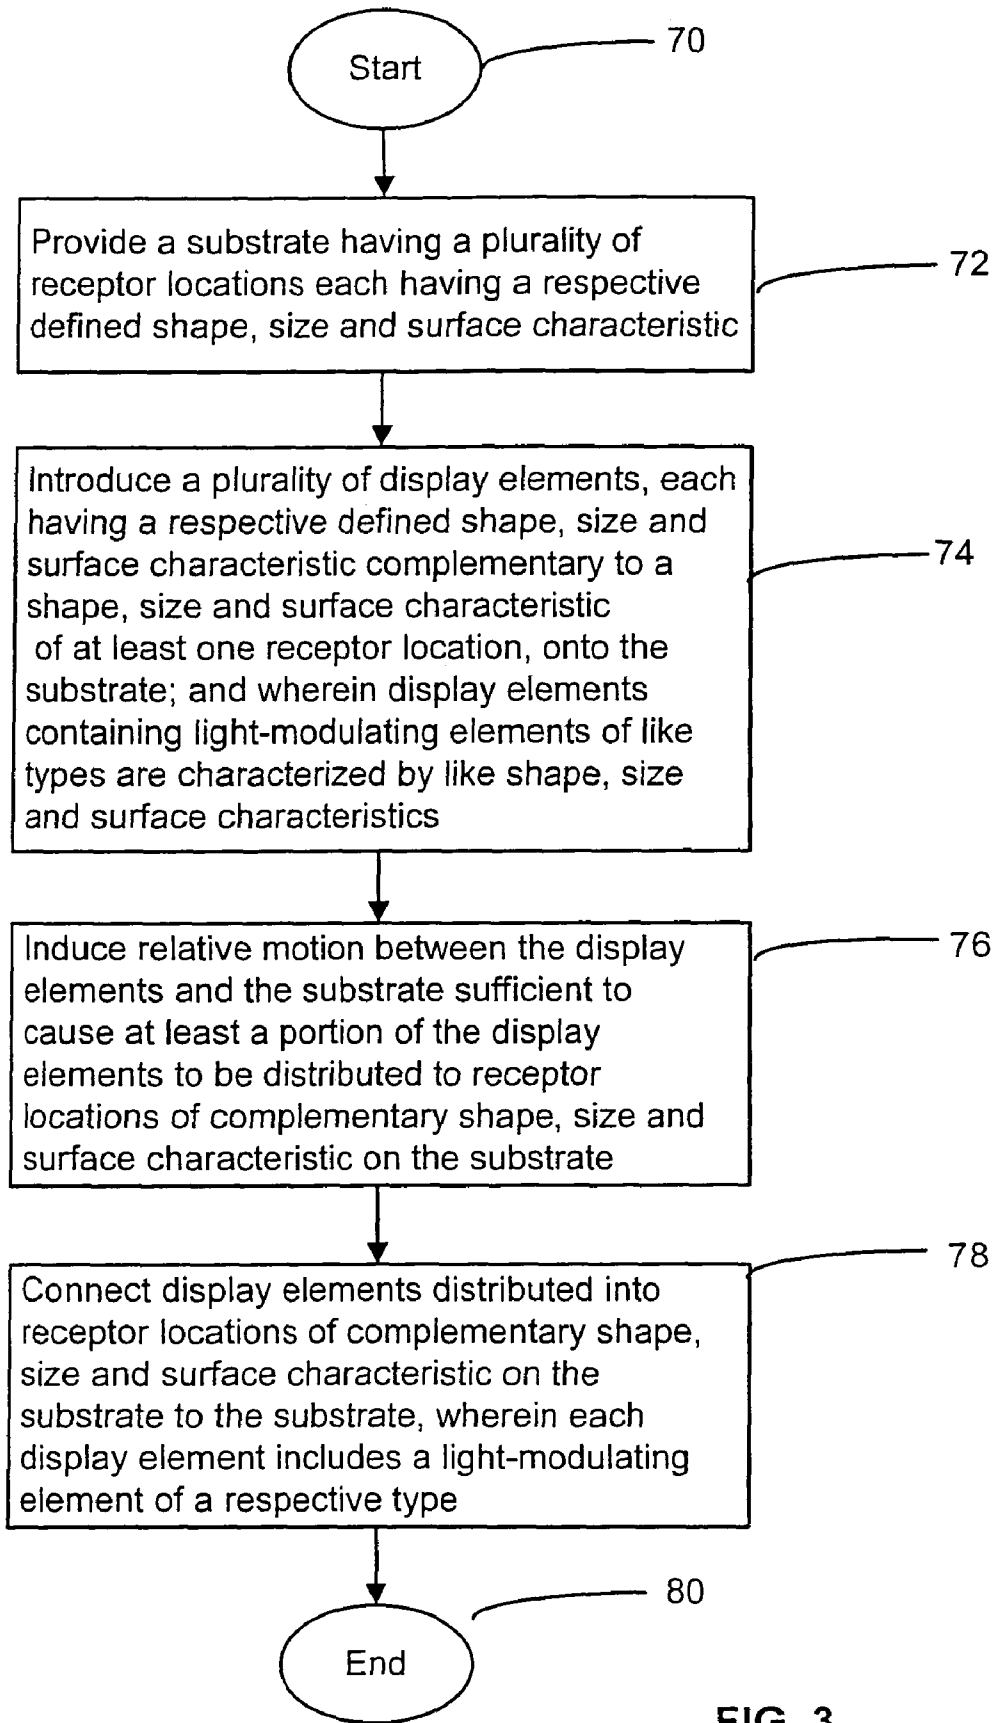 Start
70
Provide a substrate having a plurality of
receptor locations each having a respective
defined shape, size and surface characteristic
72
Introduce a plurality of display elements, each
having a respective defined shape, size and
surface characteristic complementary to a
shape, size and surface characteristic
of at least one receptor location, onto the
substrate; and wherein display elements
containing light-modulating elements of like
types are characterized by like shape, size
and surface characteristics
74
Induce relative motion between the display
elements and the substrate sufficient to
cause at least a portion of the display
elements to be distributed to receptor
locations of complementary shape, size and
surface characteristic on the substrate
76
Connect display elements distributed into
receptor locations of complementary shape,
size and surface characteristic on the
substrate to the substrate, wherein each
display element includes a light-modulating
element of a respective type
78
80
End
FIG. 3